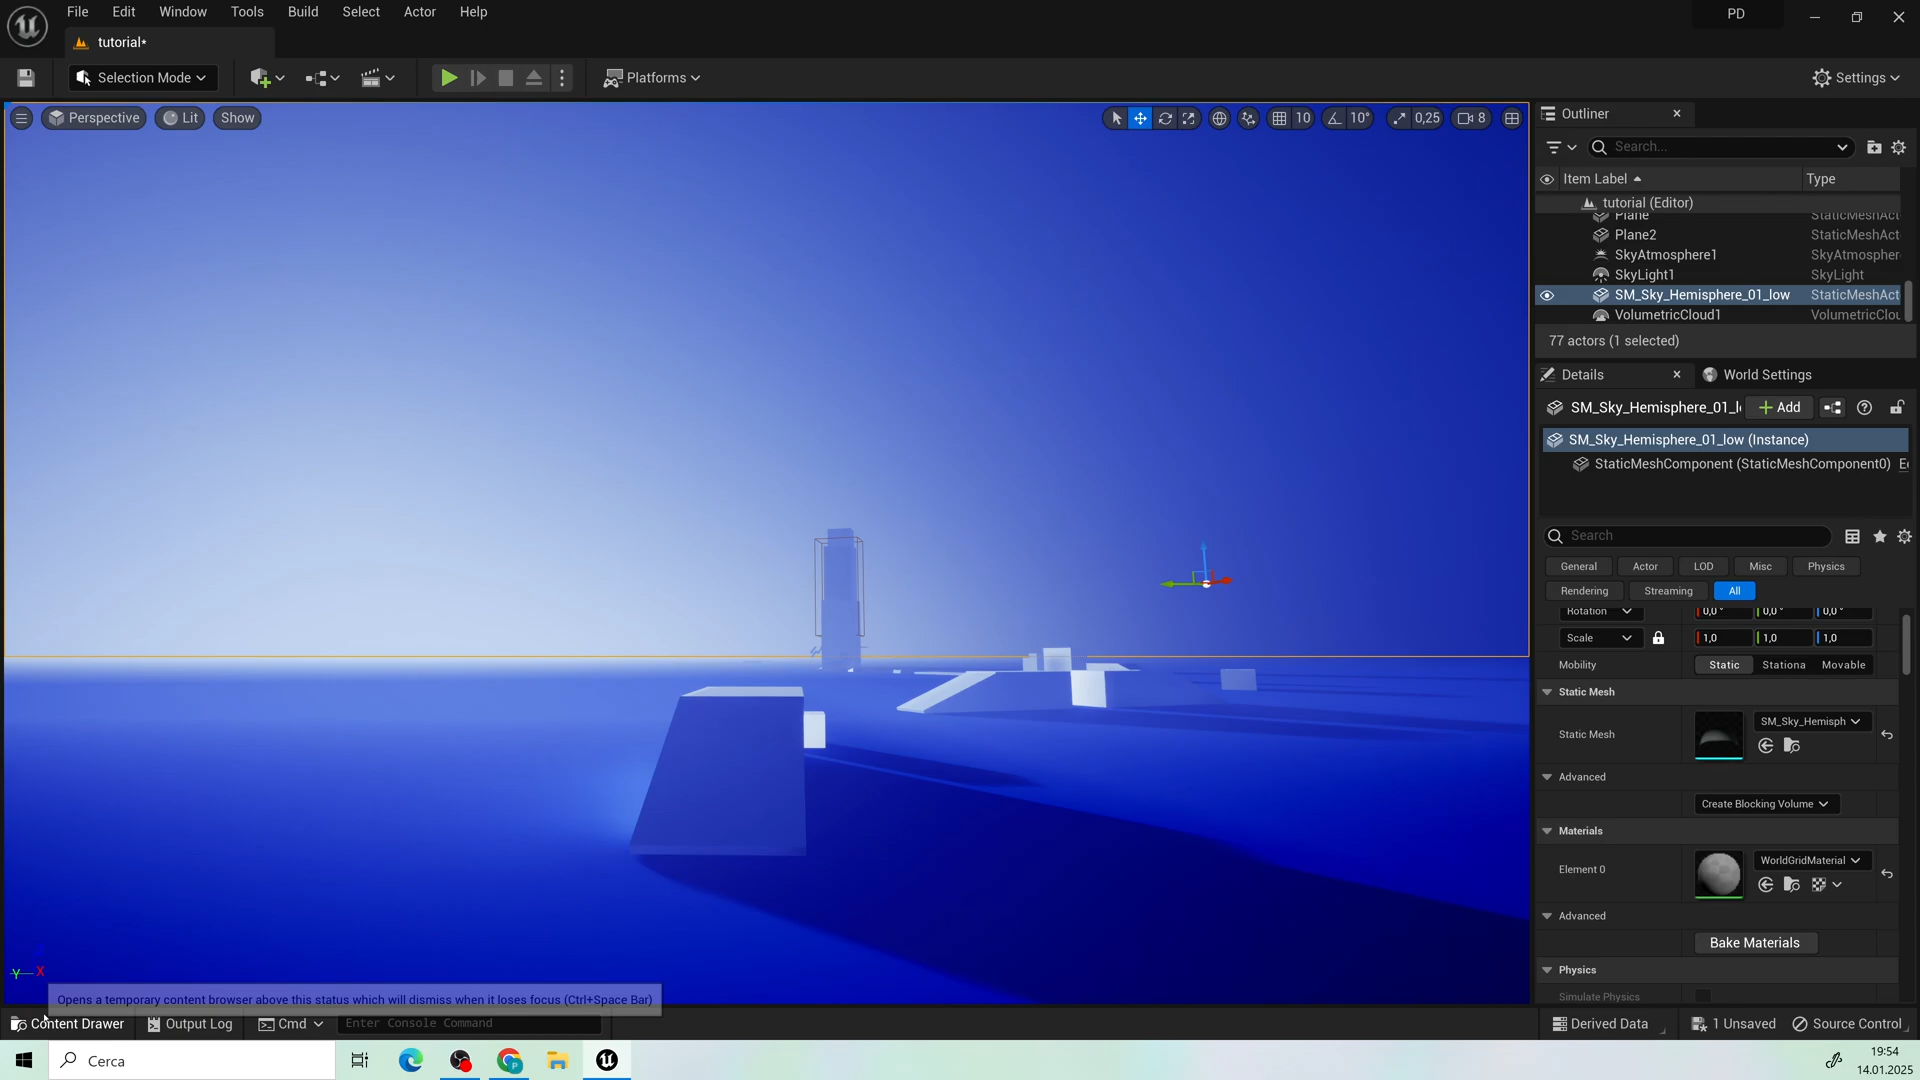 File Edit Window Tools Build Select Actor Help
PD
tutorial*
Selection Mode
Platforms
Settings
Perspective Lit Show
10 10° 0,25 8
Outliner
Search...
Item Label Type
tutorial (Editor)
Plane StaticMeshAct
Plane2 StaticMeshAct
SkyAtmosphere1 SkyAtmospher
SkyLight1 SkyLight
SM_Sky_Hemisphere_01_low StaticMeshAct
VolumetricCloud1 VolumetricClou
77 actors (1 selected)
Details World Settings
SM_Sky_Hemisphere_01_l Add
SM_Sky_Hemisphere_01_low (Instance)
StaticMeshComponent (StaticMeshComponent0) E
Search
General Actor LOD Misc Physics
Rendering Streaming All
Rotation 0,0° 0,0° 0,0°
Scale 1,0 1,0 1,0
Mobility Static Stationa Movable
Static Mesh
Static Mesh SM_Sky_Hemisph
Advanced
Create Blocking Volume
Materials
Element 0 WorldGridMaterial
Advanced
Bake Materials
Physics
Simulate Physics
Y X
Opens a temporary content browser above this status which will dismiss when it loses focus (Ctrl+Space Bar)
Content Drawer Output Log Cmd Enter Console Command
Derived Data 1 Unsaved Source Control
Cerca
19:54
14.01.2025